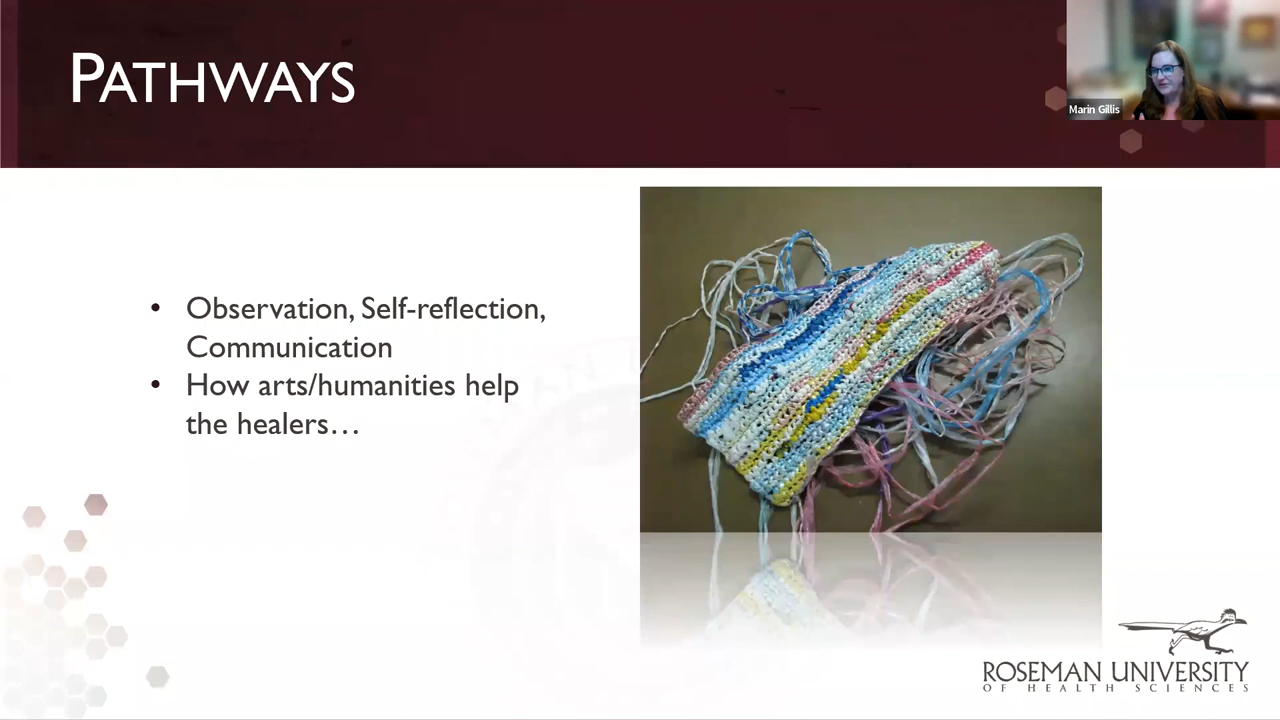 PATHWAYS
Marin Gillis
• Observation, Self-reflection,
Communication
• How arts/humanities help
the healers…
ROSEMAN UNIVERSITY
OF HEALTH SCIENCES